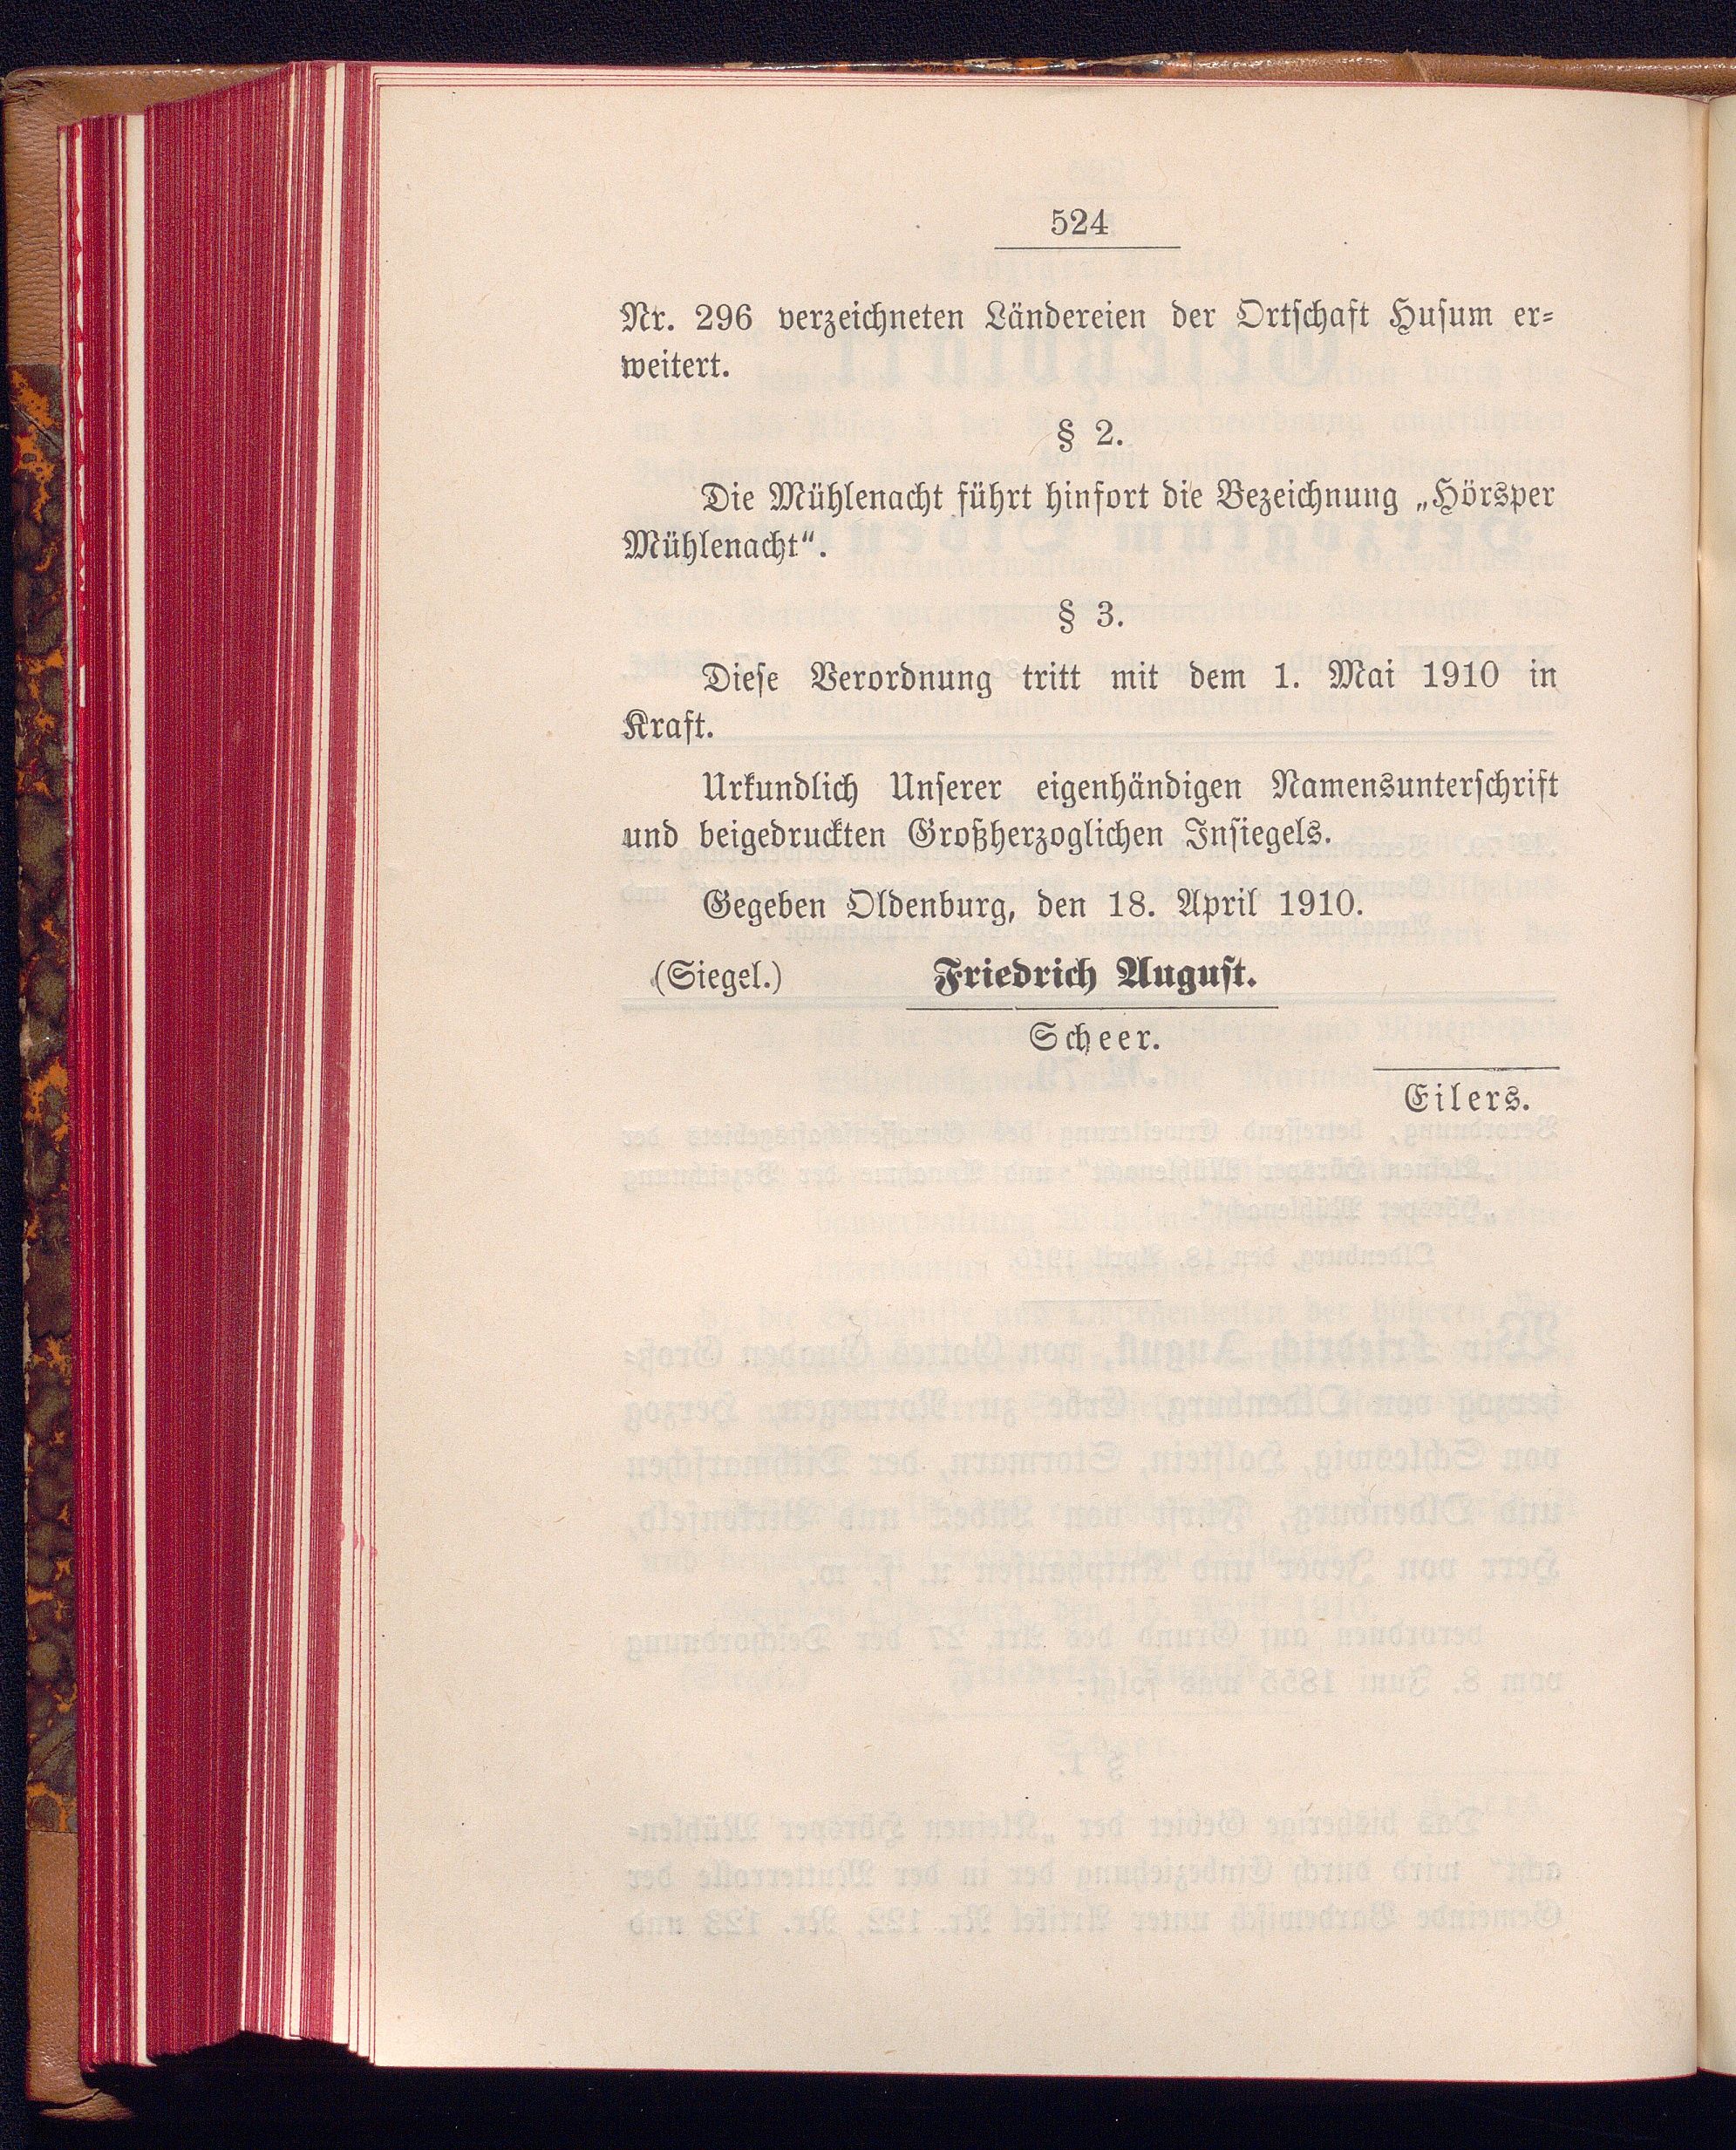 524
Nr. 296 verzeichneten Ländereien der Ortschaft Husum er-
weitert.
§ 2.
Die Mühlenacht führt hinfort die Bezeichnung „Hörsper
Mühlenacht“.
§ 3.
Diese Verordnung tritt mit dem 1. Mai 1910 in
Kraft.
Urkundlich Unserer eigenhändigen Namensunterschrift
und beigedruckten Großherzoglichen Insiegels.
Gegeben Oldenburg, den 18. April 1910.
(Siegel.) Friedrich August.
Scheer.
Eilers.